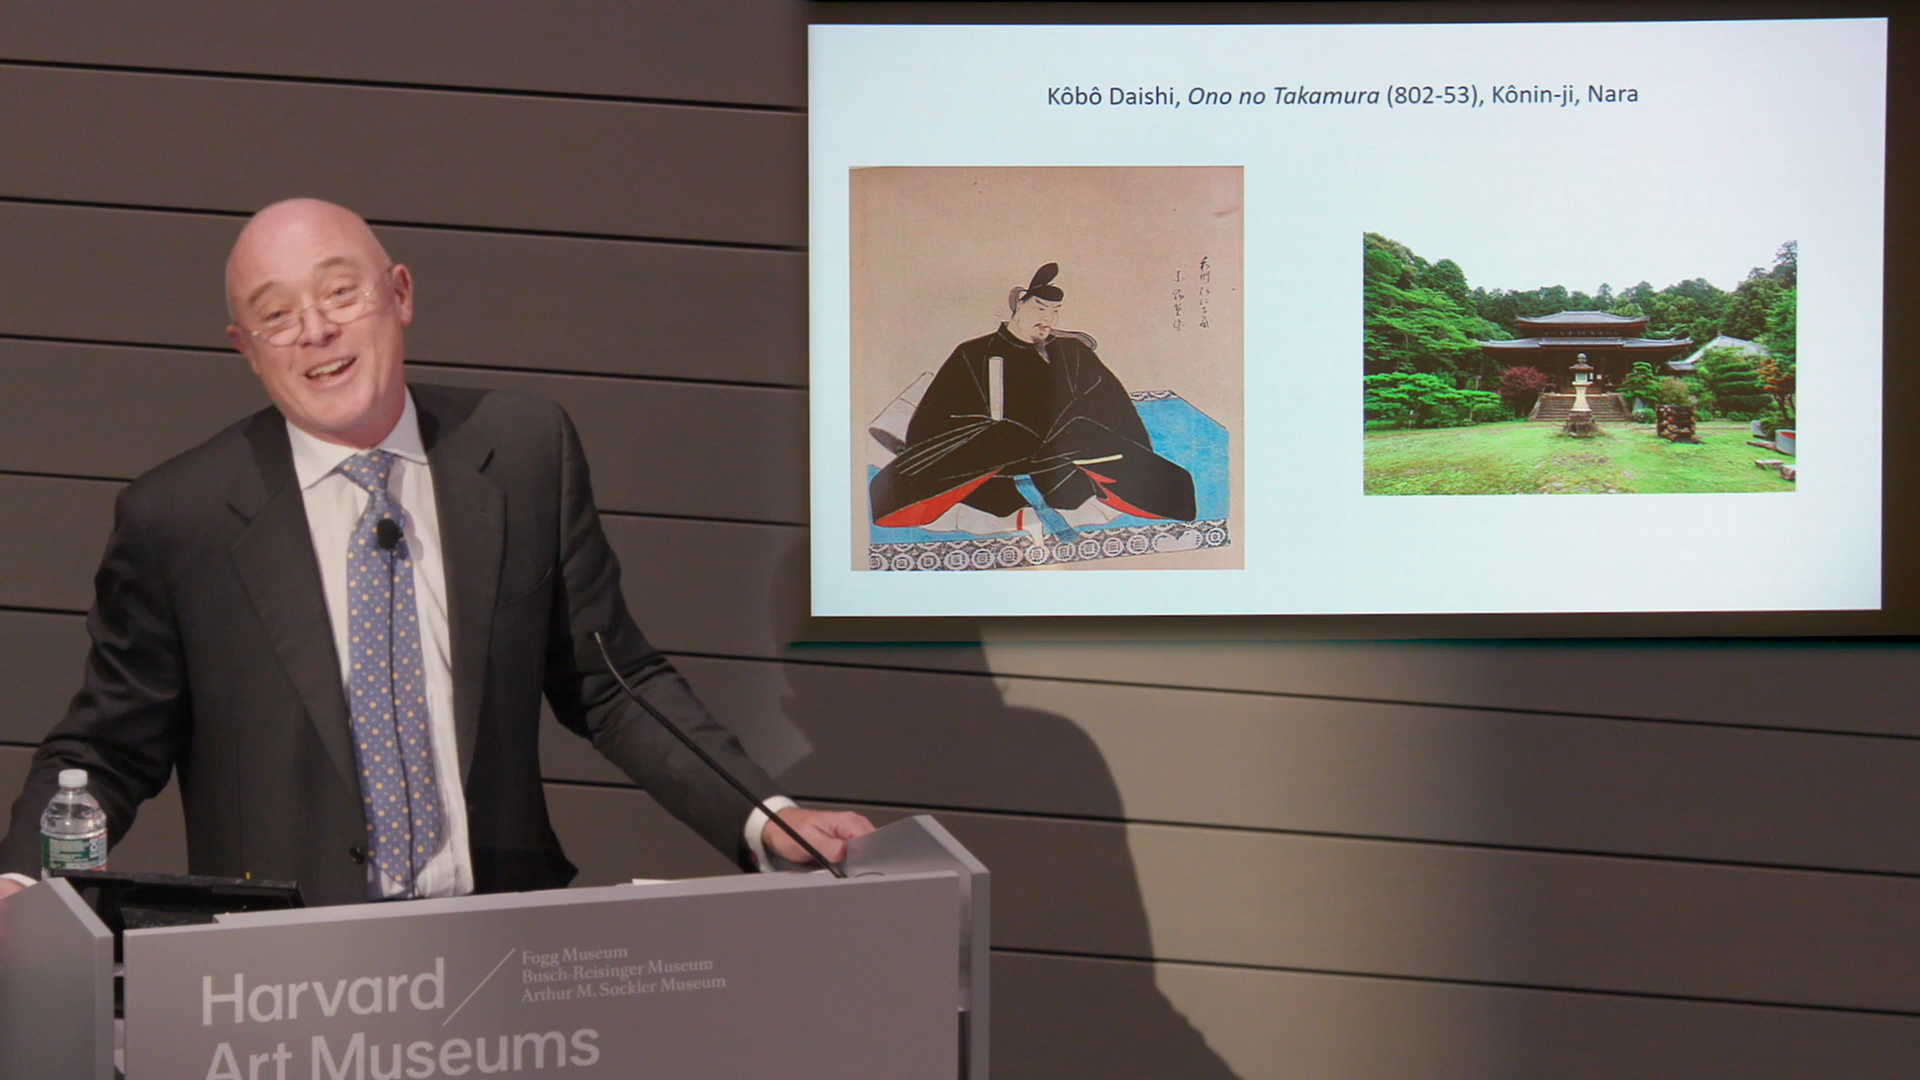 Kôbô Daishi, Ono no Takamura (802-53), Kônin-ji, Nara
Harvard
Art Museums
Fogg Museum
Busch-Reisinger Museum
Arthur M. Sackler Museum